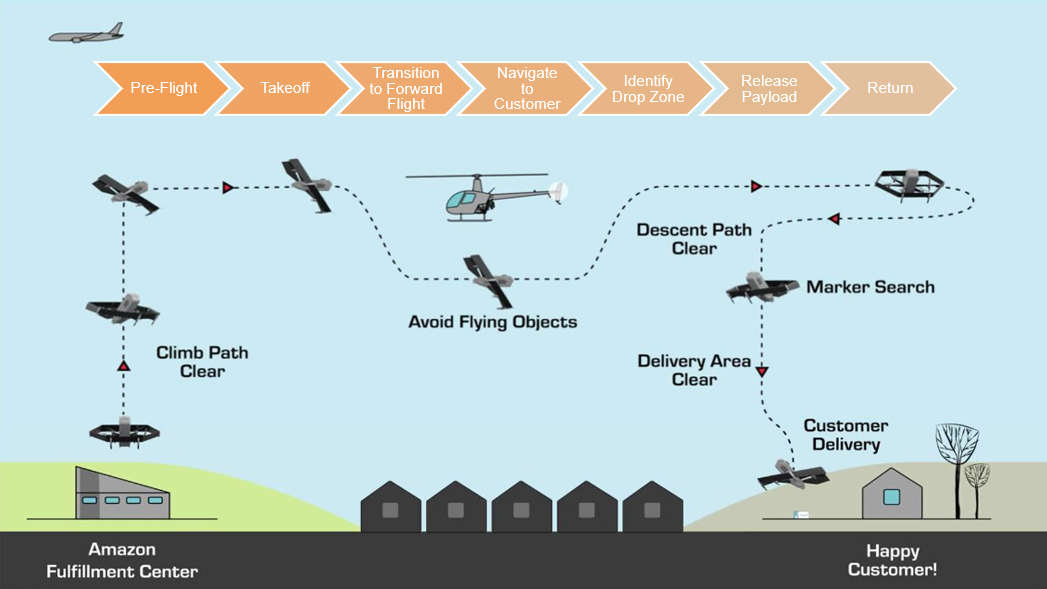 Pre-Flight
Takeoff
Transition
to Forward
Flight
Navigate
to
Customer
Identify
Drop Zone
Release
Payload
Return
Descent Path
Clear
Marker Search
Avoid Flying Objects
Climb Path
Clear
Delivery Area
Clear
Customer
Delivery
Amazon
Fulfillment Center
Happy
Customer!